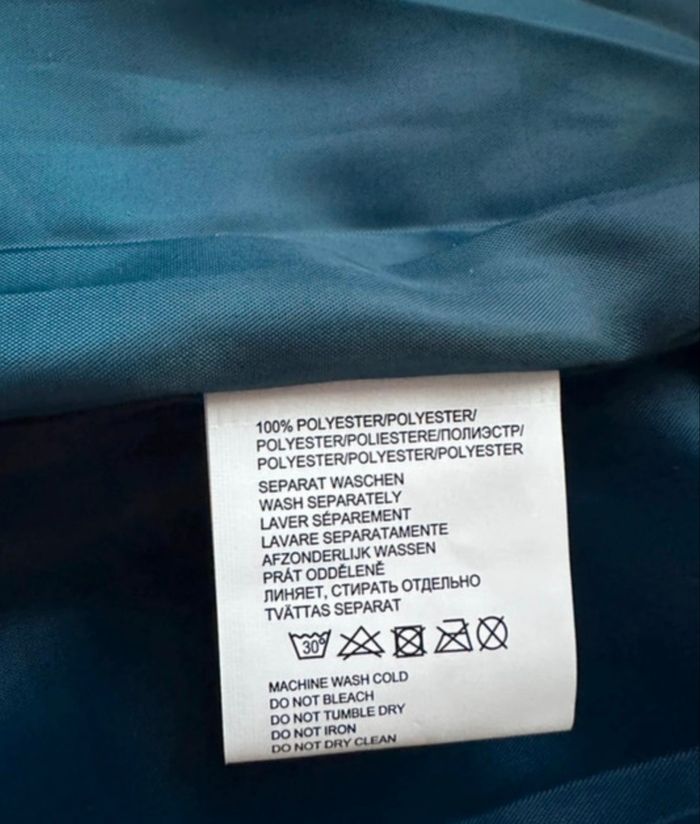 100% POLYESTER/POLYESTER/
POLYESTER/POLIESTERE/ПОЛИЭСТР/
POLYESTER/POLYESTER/POLYESTER
SEPARAT WASCHEN
WASH SEPARATELY
LAVER SÉPAREMENT
LAVARE SEPARATAMENTE
AFZONDERLIJK WASSEN
PRÁT ODDĚLENĚ
ЛИНЯЕТ, СТИРАТЬ ОТДЕЛЬНО
TVÄTTAS SEPARAT
30°
MACHINE WASH COLD
DO NOT BLEACH
DO NOT TUMBLE DRY
DO NOT IRON
DO NOT DRY CLEAN